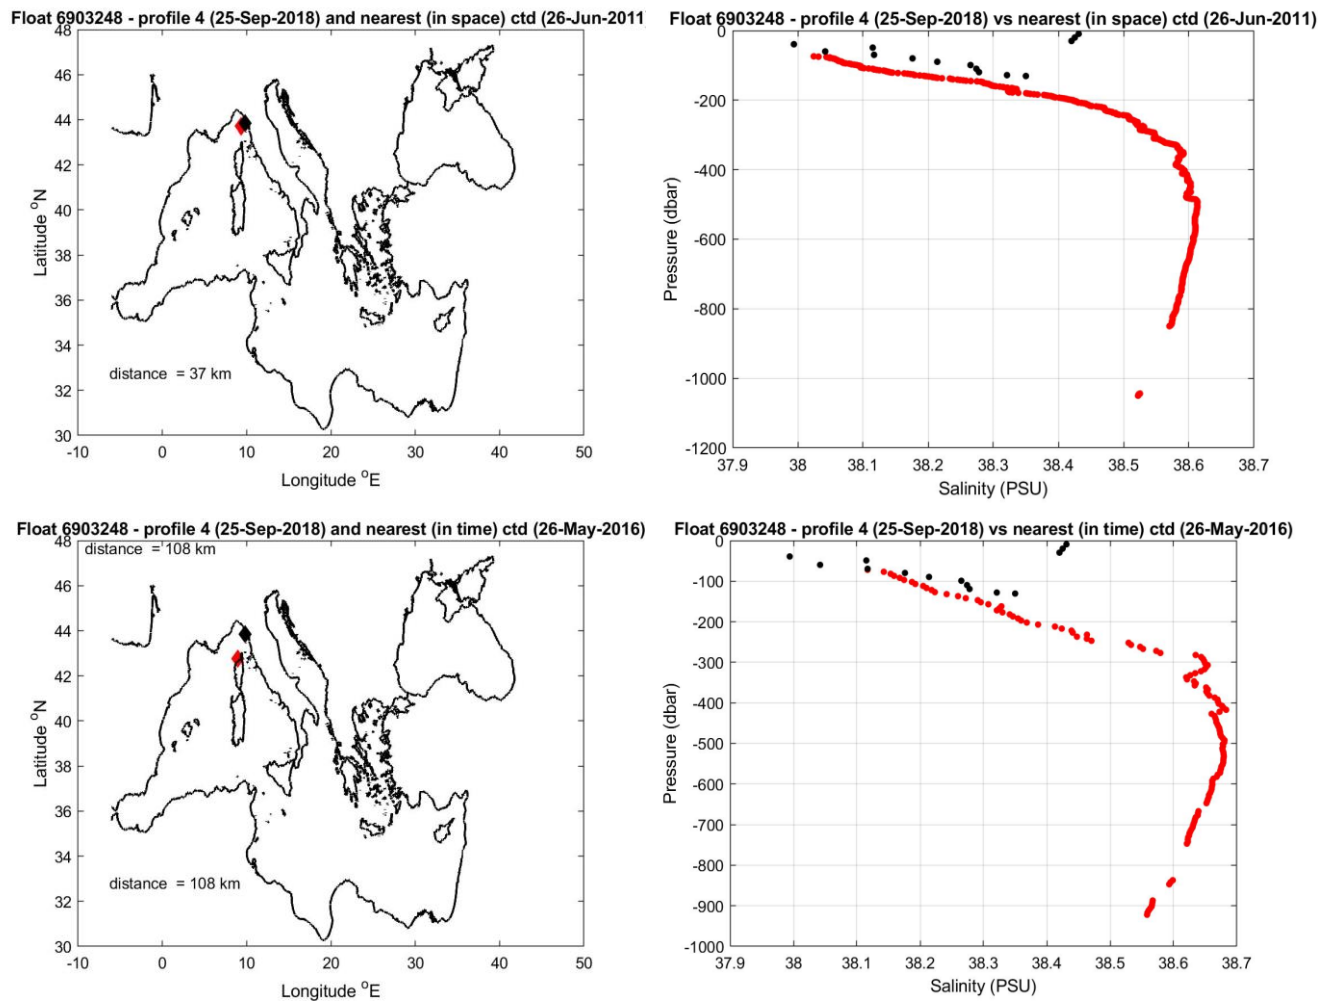 Float 6903248 - profile 4 (25-Sep-2018) and nearest (in space) ctd (26-Jun-2011)
48
46
44
42
40
38
36
34
32
30
Latitude °N
distance = 37 km
-10 0 10 20 30 40 50
Longitude °E
Float 6903248 - profile 4 (25-Sep-2018) vs nearest (in space) ctd (26-Jun-2011)
0
-200
-400
-600
-800
-1000
-1200
Pressure (dbar)
37.9 38 38.1 38.2 38.3 38.4 38.5 38.6 38.7
Salinity (PSU)
Float 6903248 - profile 4 (25-Sep-2018) and nearest (in time) ctd (26-May-2016)
distance = 108 km
48
46
44
42
40
38
36
34
32
30
Latitude °N
distance = 108 km
-10 0 10 20 30 40 50
Longitude °E
Float 6903248 - profile 4 (25-Sep-2018) vs nearest (in time) ctd (26-May-2016)
0
-100
-200
-300
-400
-500
-600
-700
-800
-900
-1000
Pressure (dbar)
37.9 38 38.1 38.2 38.3 38.4 38.5 38.6 38.7
Salinity (PSU)